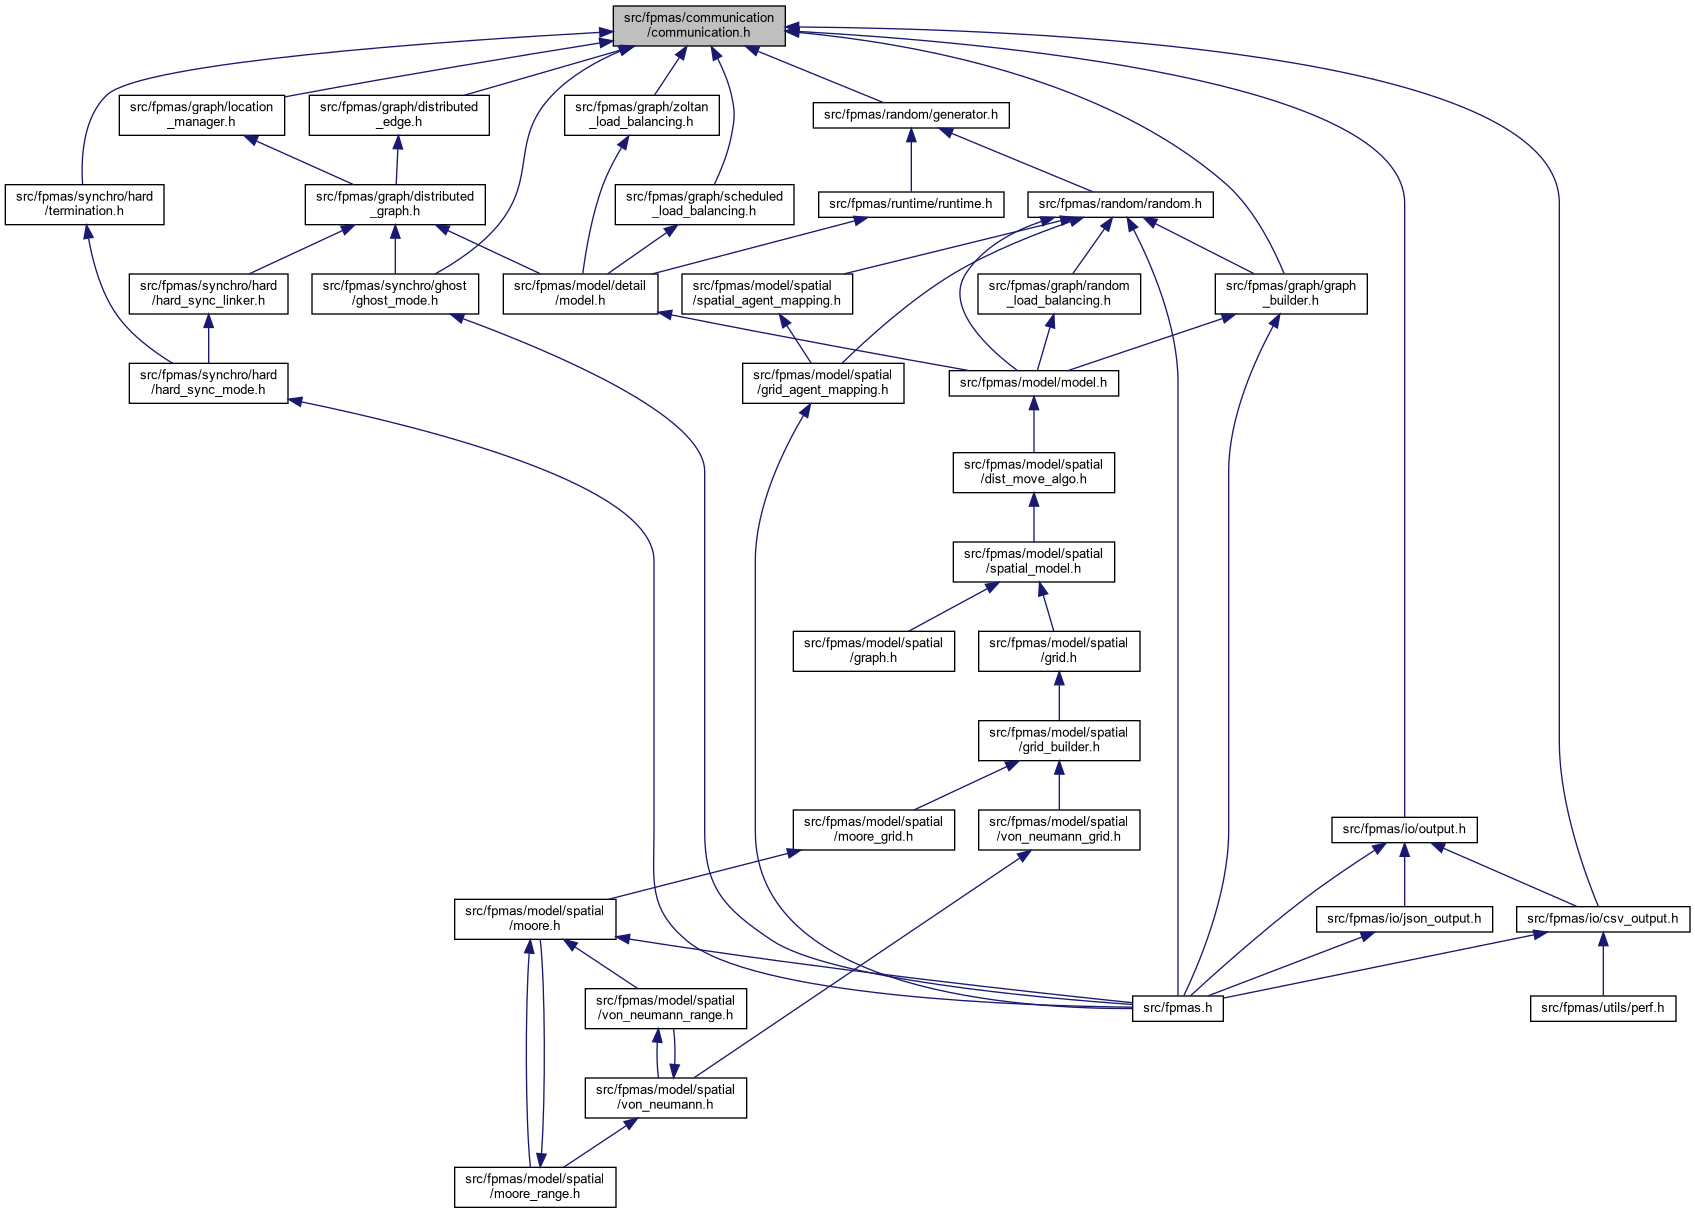 src/fpmas/communication
/communication.h
src/fpmas/graph/location
_manager.h
src/fpmas/graph/distributed
_edge.h
src/fpmas/graph/zoltan
_load_balancing.h
src/fpmas/random/generator.h
src/fpmas/synchro/hard
/termination.h
src/fpmas/graph/distributed
_graph.h
src/fpmas/graph/scheduled
_load_balancing.h
src/fpmas/runtime/runtime.h
src/fpmas/random/random.h
src/fpmas/synchro/hard
/hard_sync_linker.h
src/fpmas/synchro/ghost
/ghost_mode.h
src/fpmas/model/detail
/model.h
src/fpmas/model/spatial
/spatial_agent_mapping.h
src/fpmas/graph/random
_load_balancing.h
src/fpmas/graph/graph
_builder.h
src/fpmas/synchro/hard
/hard_sync_mode.h
src/fpmas/model/spatial
/grid_agent_mapping.h
src/fpmas/model/model.h
src/fpmas/model/spatial
/dist_move_algo.h
src/fpmas/model/spatial
/spatial_model.h
src/fpmas/model/spatial
/graph.h
src/fpmas/model/spatial
/grid.h
src/fpmas/model/spatial
/grid_builder.h
src/fpmas/model/spatial
/moore_grid.h
src/fpmas/model/spatial
/von_neumann_grid.h
src/fpmas/io/output.h
src/fpmas/model/spatial
/moore.h
src/fpmas/io/json_output.h
src/fpmas/io/csv_output.h
src/fpmas/model/spatial
/von_neumann_range.h
src/fpmas.h
src/fpmas/utils/perf.h
src/fpmas/model/spatial
/von_neumann.h
src/fpmas/model/spatial
/moore_range.h